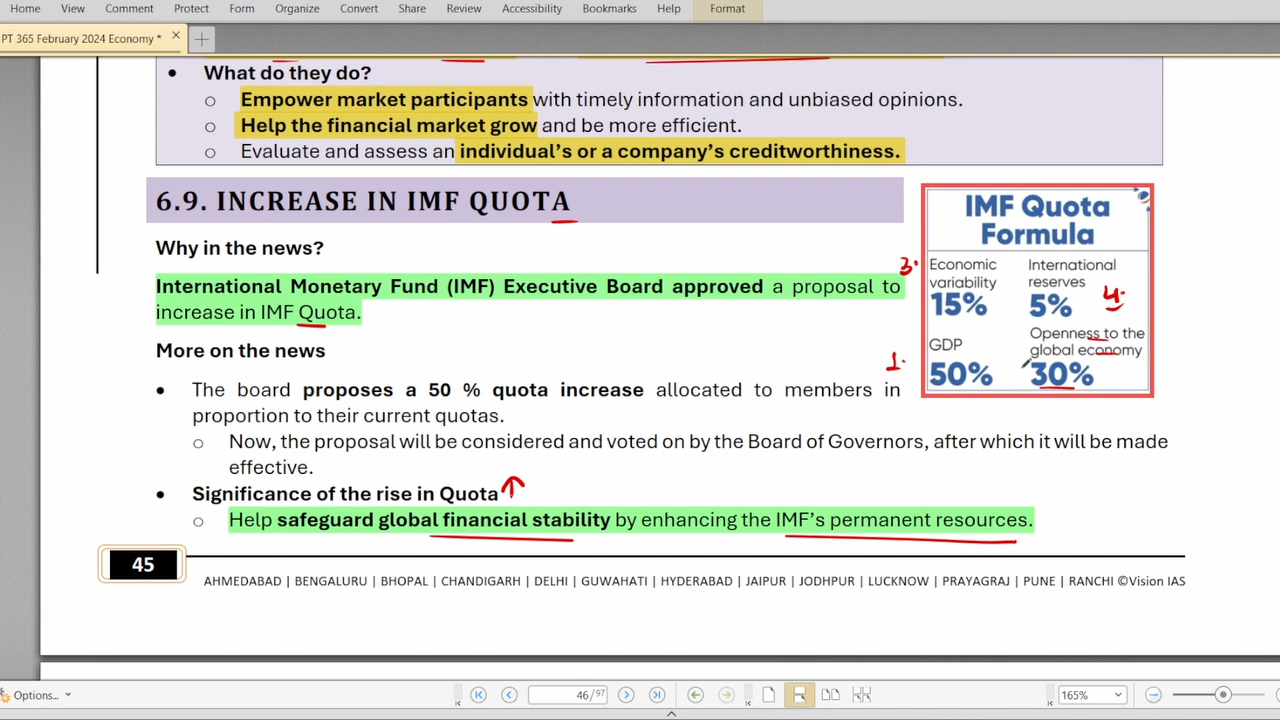 Home View Comment Protect Form Organize Convert Share Review Accessibility Bookmarks Help Format
PT 365 February 2024 Economy *
• What do they do?
o Empower market participants with timely information and unbiased opinions.
o Help the financial market grow and be more efficient.
o Evaluate and assess an individual's or a company's creditworthiness.
6.9. INCREASE IN IMF QUOTA
Why in the news?
International Monetary Fund (IMF) Executive Board approved a proposal to
increase in IMF Quota.
More on the news
• The board proposes a 50 % quota increase allocated to members in
proportion to their current quotas.
o Now, the proposal will be considered and voted on by the Board of Governors, after which it will be made
effective.
• Significance of the rise in Quota
o Help safeguard global financial stability by enhancing the IMF's permanent resources.
IMF Quota
Formula
3.
Economic
variability
15%
International
reserves
5%
4.
1.
GDP
50%
Openness to the
global economy
30%
45
AHMEDABAD | BENGALURU | BHOPAL | CHANDIGARH | DELHI | GUWAHATI | HYDERABAD | JAIPUR | JODHPUR | LUCKNOW | PRAYAGRAJ | PUNE | RANCHI ©Vision IAS
Options...
46 / 97
165%